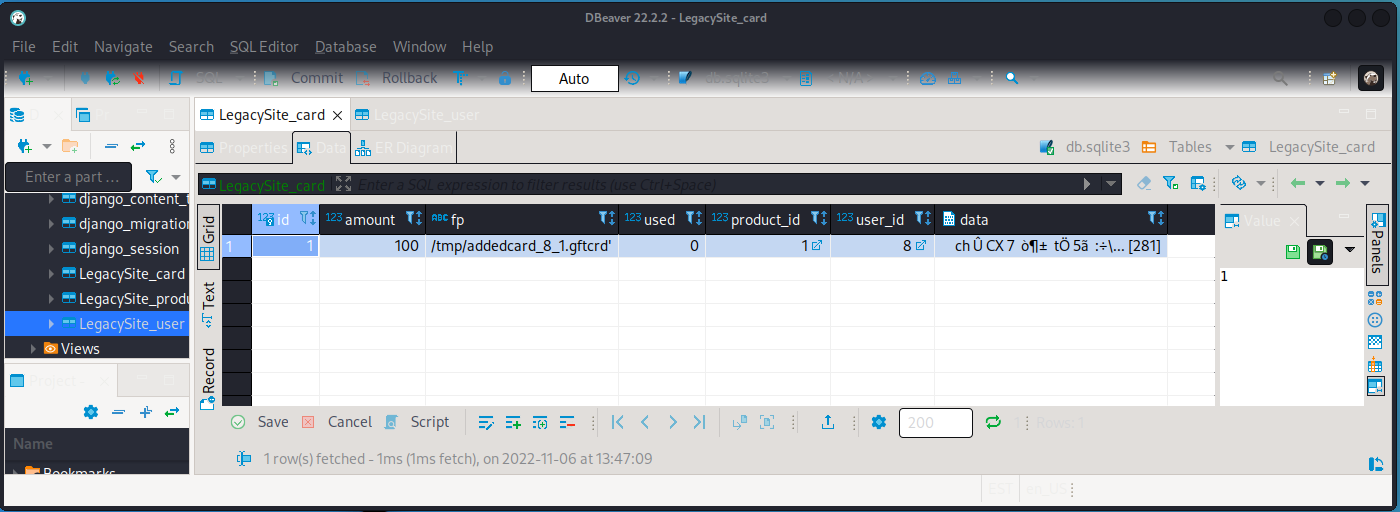 DBeaver 22.2.2 - LegacySite_card
File Edit Navigate Search SQL Editor Database Window Help
SQL Commit Rollback Auto db.sqlite3 < N/A >
LegacySite_card LegacySite_user
Properties Data ER Diagram db.sqlite3 Tables LegacySite_card
Enter a part ...
LegacySite_card Enter a SQL expression to filter results (use Ctrl+Space)
django_content_t
django_migration
django_session
LegacySite_card
LegacySite_produ
LegacySite_user
Views
Project
Name
Bookmarks
Grid
Text
Record
123 id 123 amount ABC fp 123 used 123 product_id 123 user_id data
1 1 100 /tmp/addedcard_8_1.gftcrd' 0 1 8 ch Û CX 7 ò¶± tÖ 5ã :÷\... [281]
Value
1
Panels
Save Cancel Script 200 1 Rows: 1
1 row(s) fetched - 1ms (1ms fetch), on 2022-11-06 at 13:47:09
EST en_US